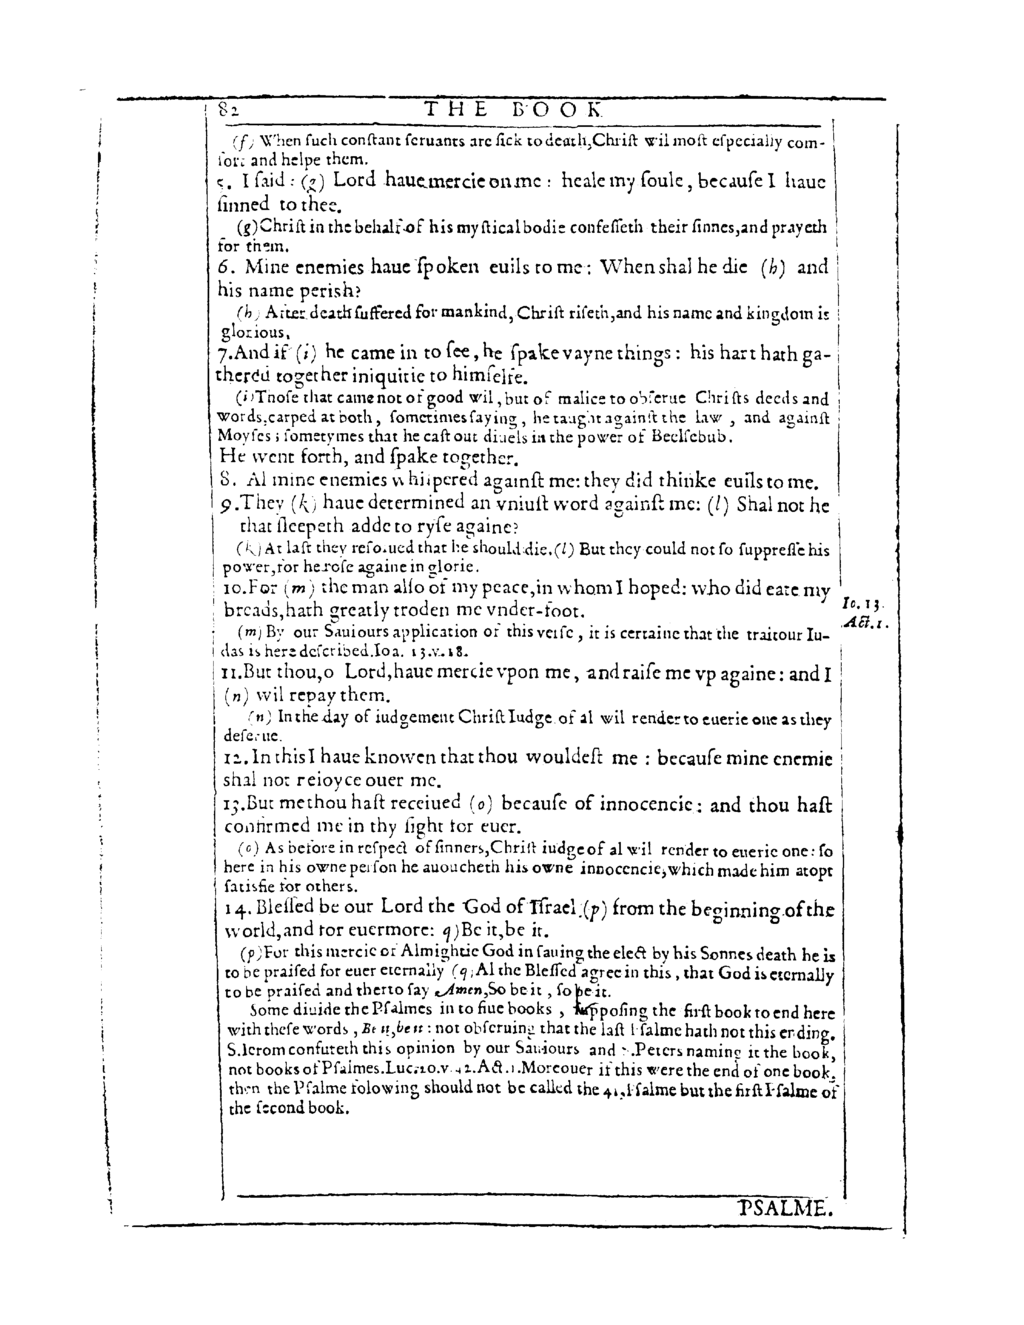 82 THE BOOK
(f) When ſuch conſtant ſeruants are ſick to death, Chriſt wil moſt eſpecially com-
fort and helpe them.
5. I ſaid: (g) Lord haue mercie on me: heale my ſoule, becauſe I haue
ſinned to thee.
(g) Chriſt in the behalf of his myſtical bodie confeſſeth their ſinnes, and prayeth
for them.
6. Mine enemies haue ſpoken euils to me: When shal he die (h) and
his name perish?
(h) After death ſuffered for mankind, Chriſt riſeth, and his name and kingdom is
glorious.
7. And if (i) he came in to ſee, he ſpake vayne things: his hart hath ga-
thered together iniquitie to himſelfe.
(i) Thoſe that came not of good wil, but of malice to obſerue Chriſts deeds and
words, carped at both, ſometimes ſaying, he taught againſt the law, and againſt
Moyſes; ſometymes that he caſt out diuels in the power of Beelſebub.
He went forth, and ſpake together.
8. Al mine enemies whiſpered againſt me: they did thinke euils to me.
9. They (k) haue determined an vniuſt word againſt me: (l) Shal not he
that ſleepeth adde to ryſe againe?
(k) At laſt they reſolued that he should die. (l) But they could not ſo ſuppreſſe his
power, for he roſe againe in glorie.
10. For (m) the man alſo of my peace, in whom I hoped: who did eate my
breads, hath greatly troden me vnder-foot.
Io. 13.
Act. 1.
(m) By our Sauiours application of this verſe, it is certaine that the traitour Iu-
das is here deſcribed. Ioa. 13. v. 18.
11. But thou, o Lord, haue mercie vpon me, and raiſe me vp againe: and I
(n) wil repay them.
(n) In the day of iudgement Chriſt Iudge of al wil render to euerie one as they
deſerue.
12. In this I haue knowen that thou wouldeſt me: becauſe mine enemie
shal not reioyce ouer me.
13. But me thou haſt receiued (o) becauſe of innocencie: and thou haſt
confirmed me in thy ſight for euer.
(o) As before in reſpect of ſinners, Chriſt iudge of al wil render to euerie one: ſo
here in his owne perſon he auoucheth his owne innocencie, which made him atopt
ſatisfie for others.
14. Bleſſed be our Lord the God of Iſrael (p) from the beginning of the
world, and for euermore: q) Be it, be it.
(p) For this mercie of Almightie God in ſauing the elect by his Sonnes death he is
to be praiſed for euer eternally (q) Al the Bleſſed agree in this, that God is eternally
to be praiſed and therto ſay Amen, So be it, ſo be it.
Some diuide the Pſalmes in to fiue books, ſuppoſing the firſt book to end here
with theſe words, Be it, be it: not obſeruing that the laſt Pſalme hath not this ending.
S. Ierom confuteth this opinion by our Sauiours and S. Peters naming it the book,
not books of Pſalmes. Luc. 20. v. 42. Act. 1. Moreouer if this were the end of one book,
then the Pſalme folowing should not be called the 41. Pſalme but the firſt Pſalme of
the ſecond book.
PSALME.